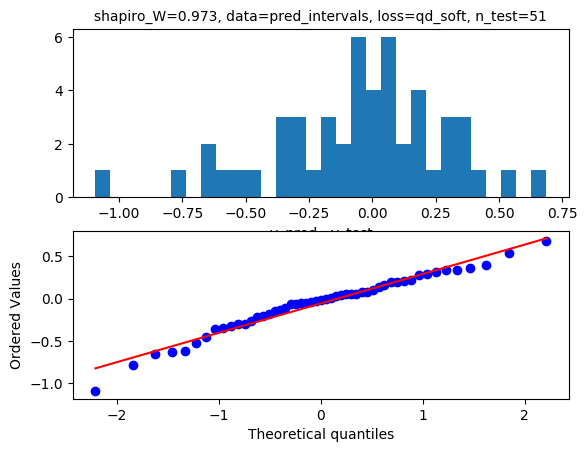 shapiro_W=0.973, data=pred_intervals, loss=qd_soft, n_test=51
6
4
2
0
−1.00 −0.75 −0.50 −0.25 0.00 0.25 0.50 0.75
0.5
0.0
−0.5
−1.0
Ordered Values
−2 −1 0 1 2
Theoretical quantiles